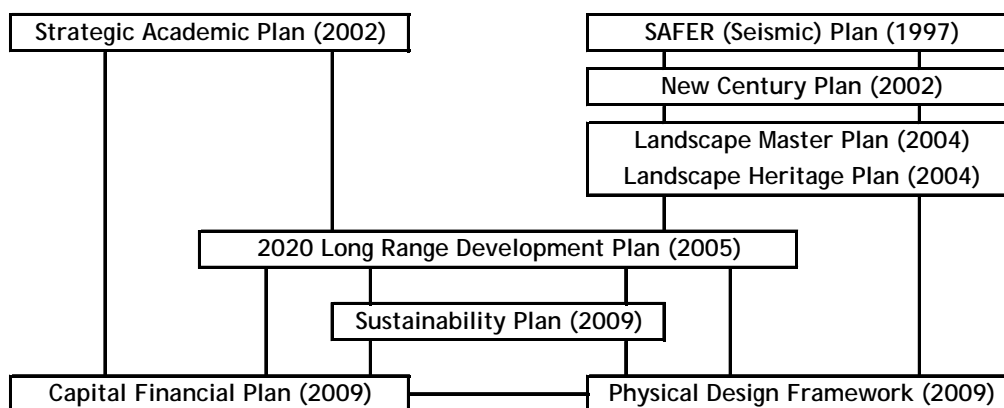 Strategic Academic Plan (2002)
SAFER (Seismic) Plan (1997)
New Century Plan (2002)
Landscape Master Plan (2004)
Landscape Heritage Plan (2004)
2020 Long Range Development Plan (2005)
Sustainability Plan (2009)
Capital Financial Plan (2009)
Physical Design Framework (2009)